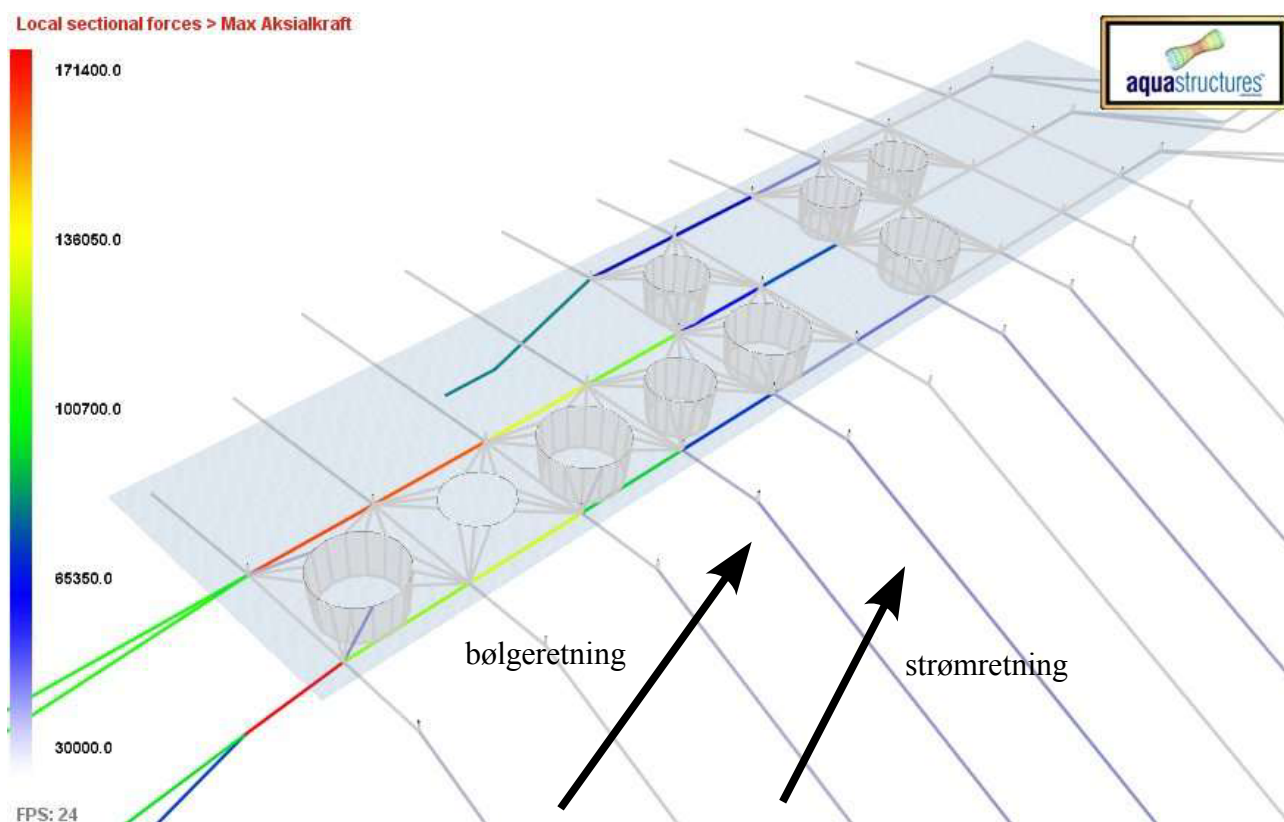 Local sectional forces > Max Aksialkraft
171400.0
aquastructures
136050.0
100700.0
65350.0
bølgeretning
strømretning
30000.0
FPS: 24